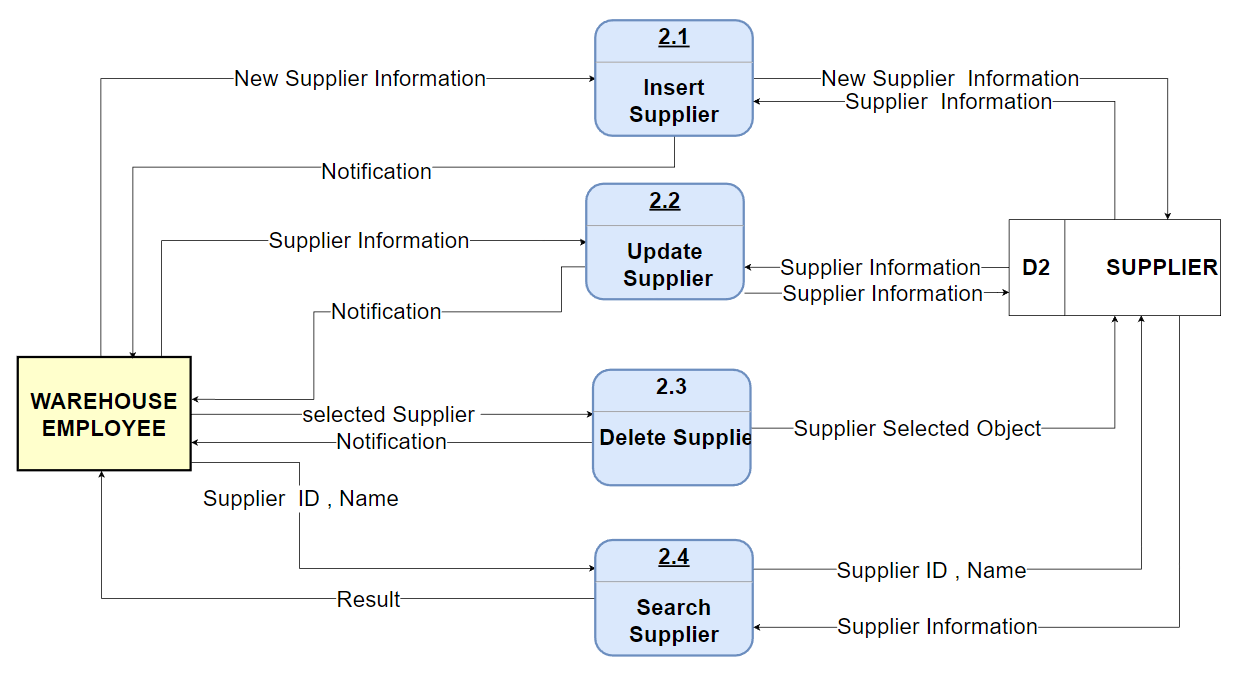 2.1
New Supplier Information
Insert
Supplier
New Supplier Information
Supplier Information
Notification
2.2
Supplier Information
Update
Supplier
Supplier Information
Supplier Information
D2
SUPPLIER
Notification
WAREHOUSE
EMPLOYEE
2.3
selected Supplier
Notification
Delete Supplie
Supplier Selected Object
Supplier ID , Name
2.4
Supplier ID , Name
Result
Search
Supplier
Supplier Information